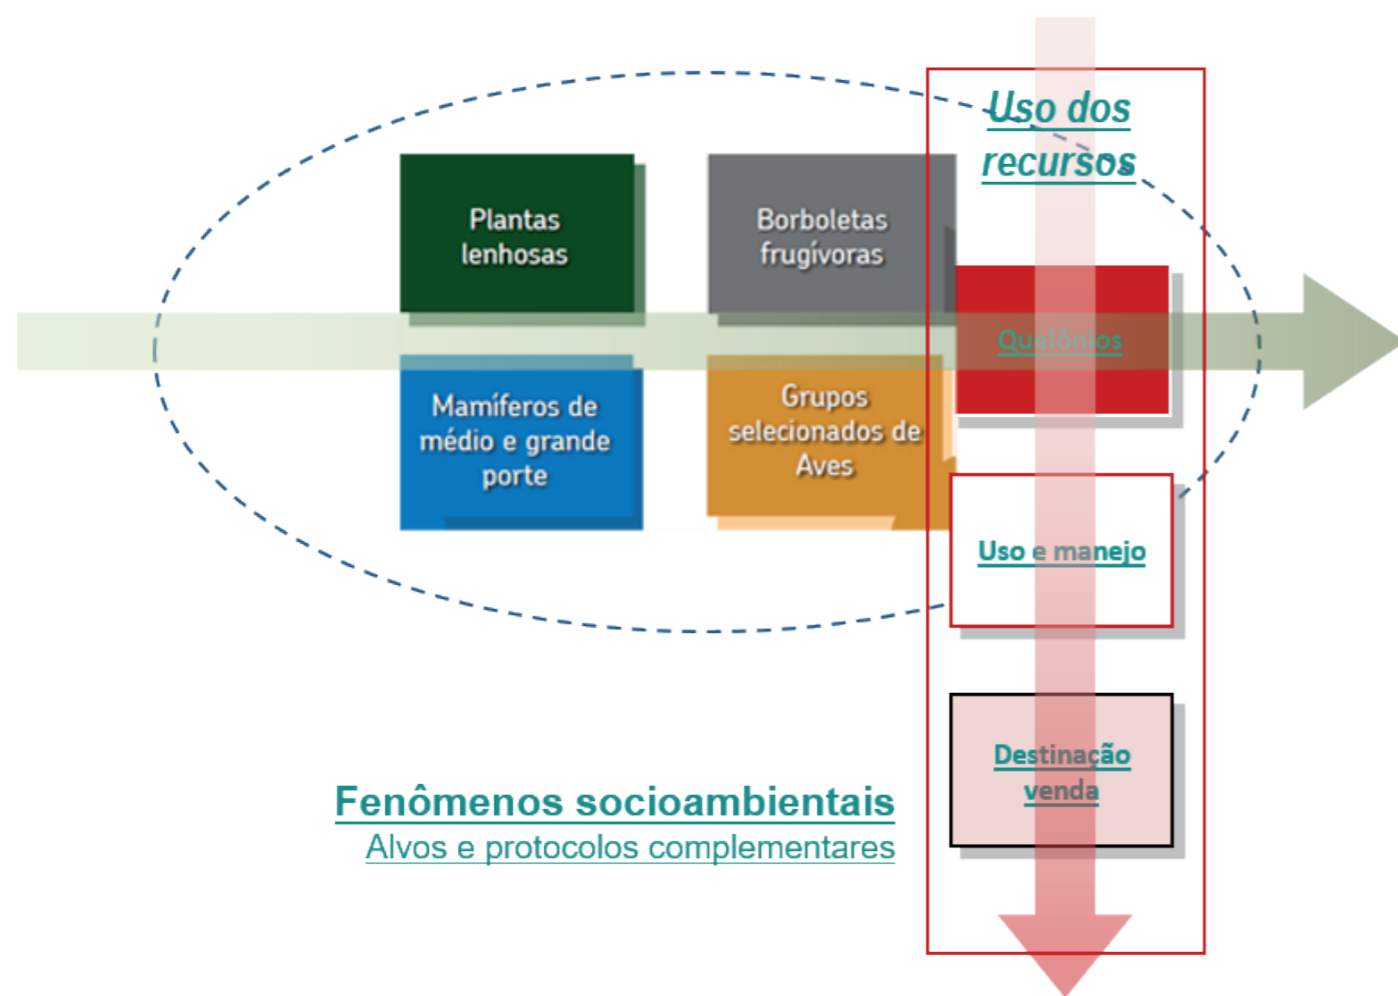 Uso dos
recursos
Plantas
lenhosas
Borboletas
frugívoras
Quelônios
Mamíferos de
médio e grande
porte
Grupos
selecionados de
Aves
Uso e manejo
Destinação
venda
Fenômenos socioambientais
Alvos e protocolos complementares